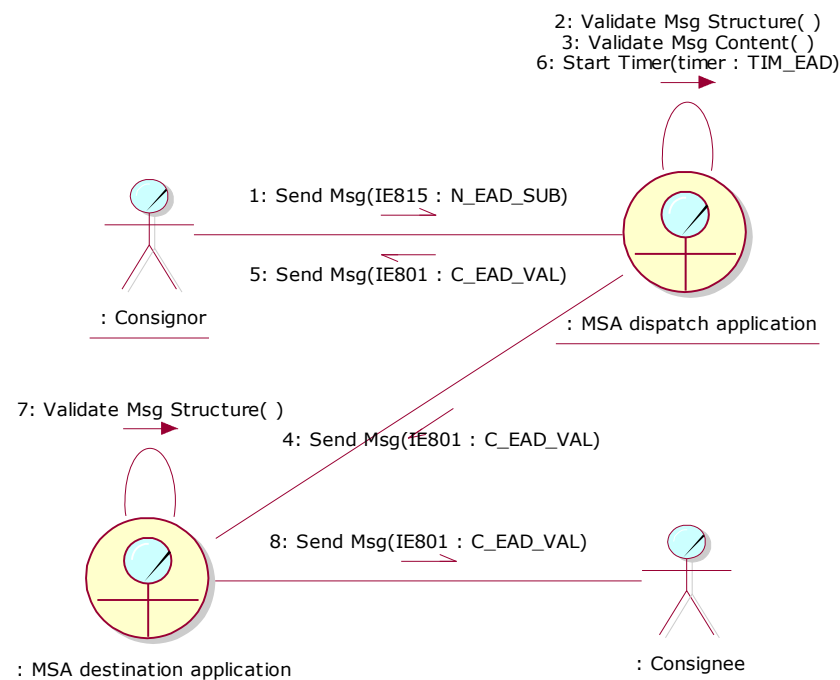 2: Validate Msg Structure( )
3: Validate Msg Content( )
6: Start Timer(timer : TIM_EAD)
1: Send Msg(IE815 : N_EAD_SUB)
5: Send Msg(IE801 : C_EAD_VAL)
: Consignor
: MSA dispatch application
7: Validate Msg Structure( )
4: Send Msg(IE801 : C_EAD_VAL)
8: Send Msg(IE801 : C_EAD_VAL)
: MSA destination application
: Consignee